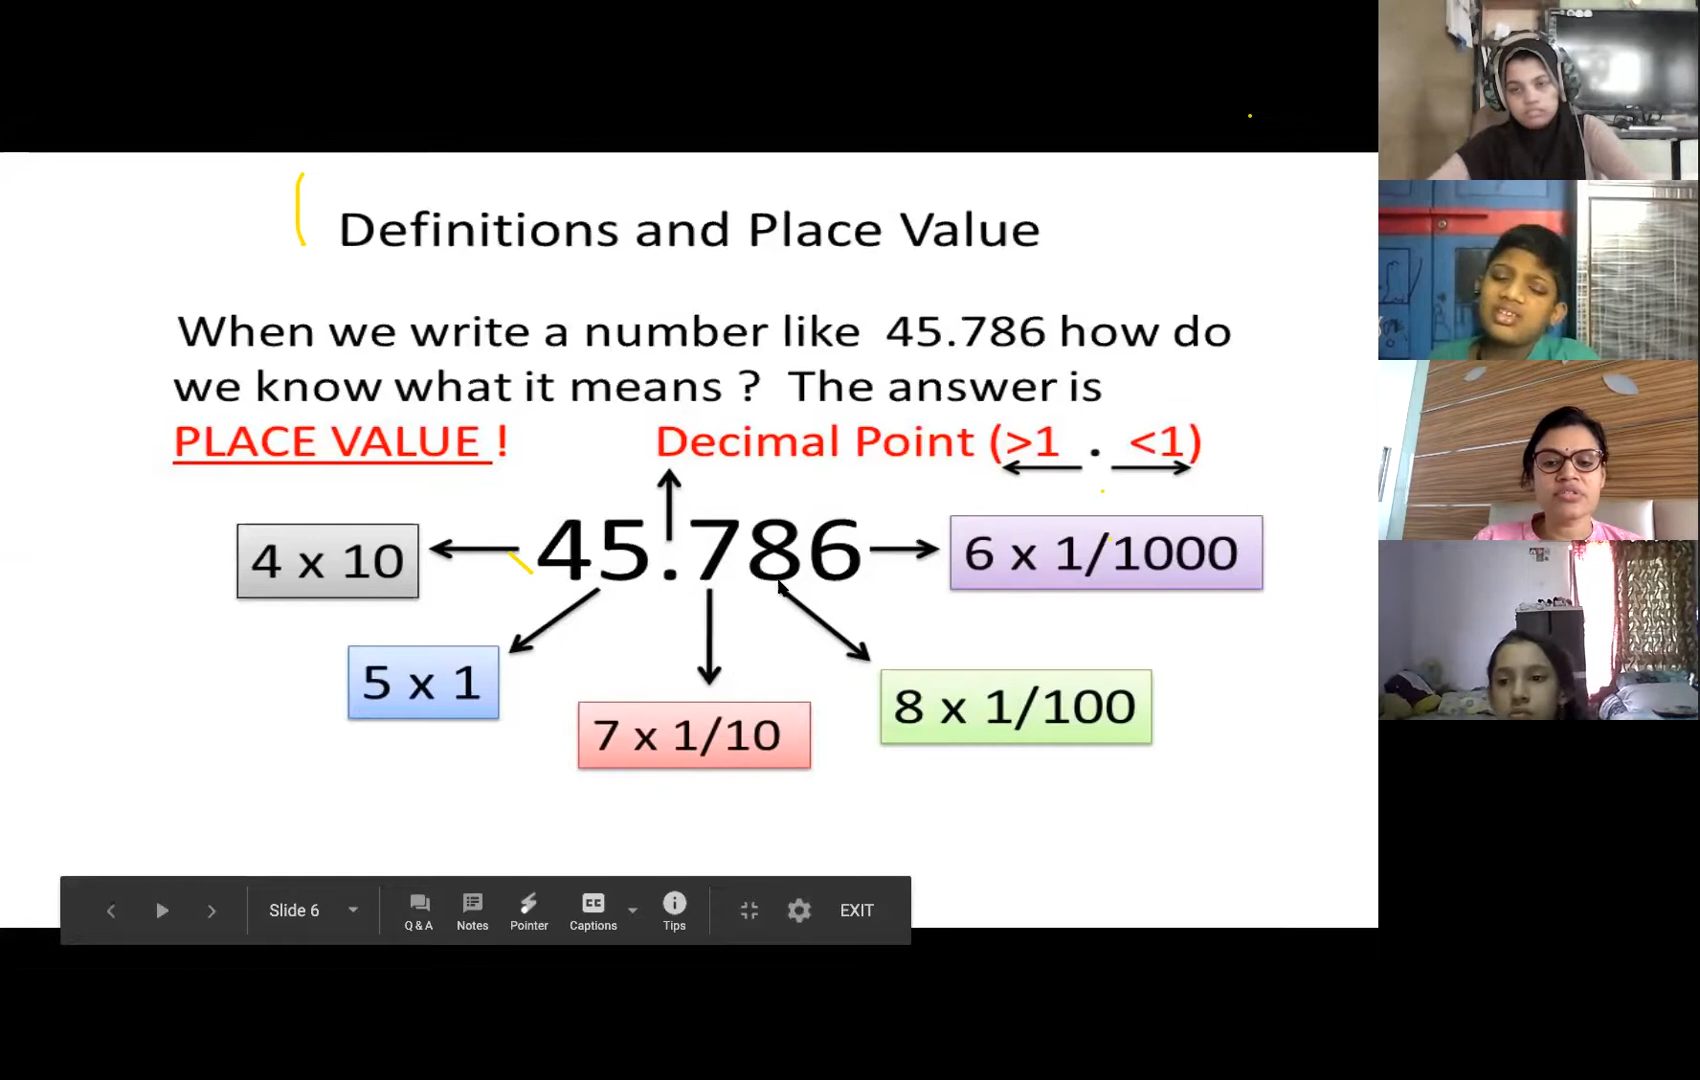 Definitions and Place Value
When we write a number like 45.786 how do
we know what it means ? The answer is
PLACE VALUE !
Decimal Point (>1 . <1)
4 x 10
45.786
6 x 1/1000
5 x 1
7 x 1/10
8 x 1/100
Slide 6
Q & A
Notes
Pointer
CC
Captions
Tips
EXIT